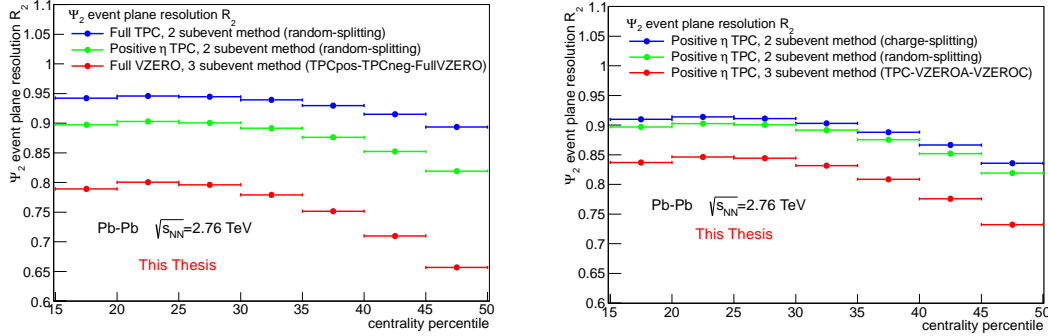 Ψ2 event plane resolution R2
Ψ2 event plane resolution R2
Full TPC, 2 subevent method (random-splitting)
Positive η TPC, 2 subevent method (random-splitting)
Full VZERO, 3 subevent method (TPCpos-TPCneg-FullVZERO)
1.1
1.05
1
0.95
0.9
0.85
0.8
0.75
0.7
0.65
0.6
Pb-Pb √sNN=2.76 TeV
This Thesis
15 20 25 30 35 40 45 50
centrality percentile
Ψ2 event plane resolution R2
Ψ2 event plane resolution R2
Positive η TPC, 2 subevent method (charge-splitting)
Positive η TPC, 2 subevent method (random-splitting)
Positive η TPC, 3 subevent method (TPC-VZEROA-VZEROC)
1.1
1.05
1
0.95
0.9
0.85
0.8
0.75
0.7
0.65
0.6
Pb-Pb √sNN=2.76 TeV
This Thesis
15 20 25 30 35 40 45 50
centrality percentile